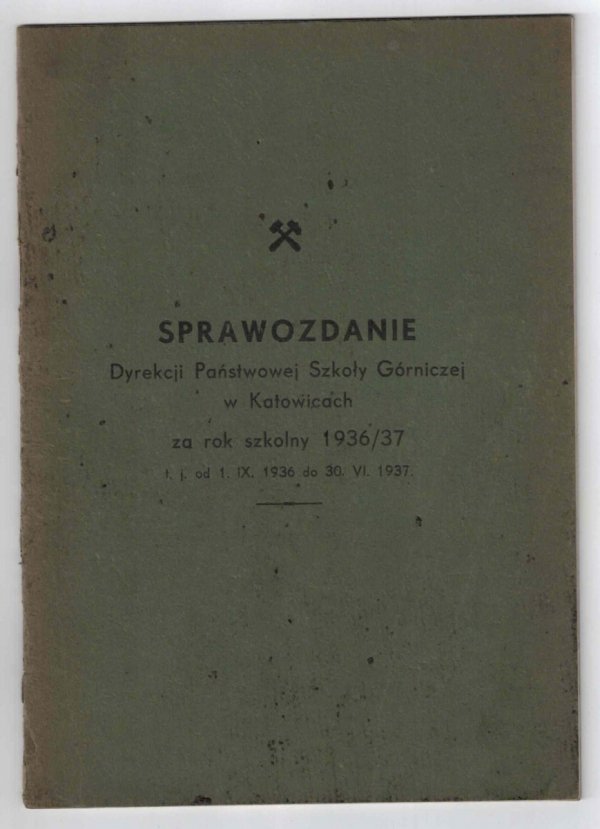 SPRAWOZDANIE
Dyrekcji Państwowej Szkoły Górniczej
w Katowicach
za rok szkolny 1936/37
t. j. od 1. IX. 1936 do 30. VI. 1937.